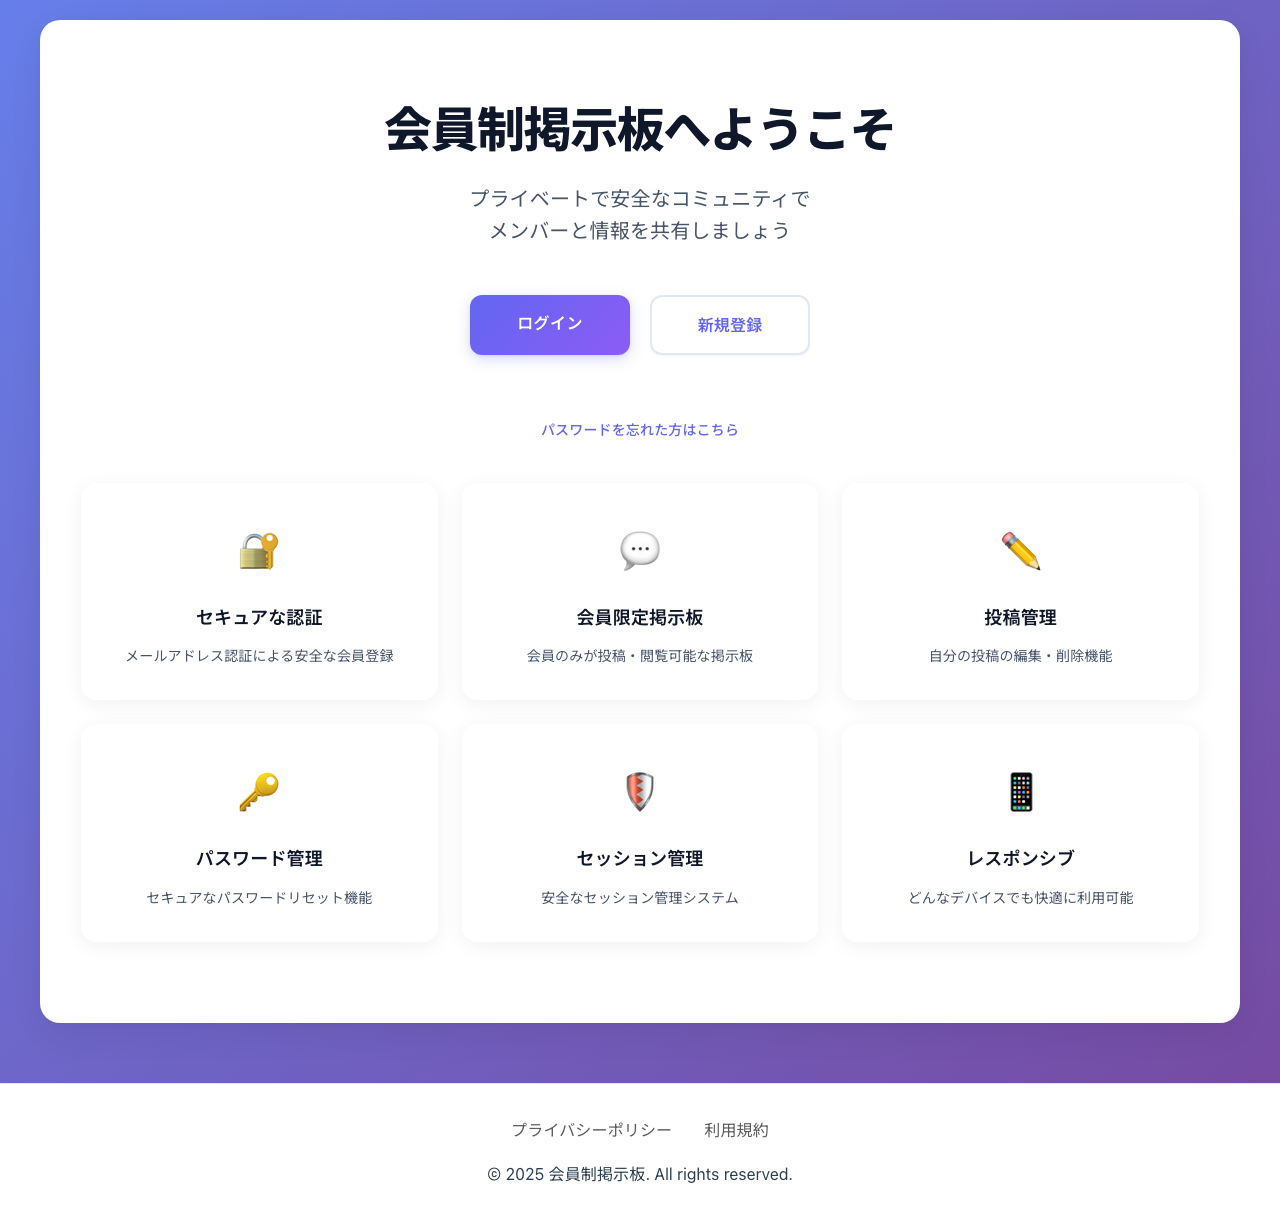 会員制掲示板へようこそ
プライベートで安全なコミュニティで
メンバーと情報を共有しましょう
ログイン
新規登録
パスワードを忘れた方はこちら
セキュアな認証
メールアドレス認証による安全な会員登録
会員限定掲示板
会員のみが投稿・閲覧可能な掲示板
投稿管理
自分の投稿の編集・削除機能
パスワード管理
セキュアなパスワードリセット機能
セッション管理
安全なセッション管理システム
レスポンシブ
どんなデバイスでも快適に利用可能
プライバシーポリシー
利用規約
© 2025 会員制掲示板. All rights reserved.